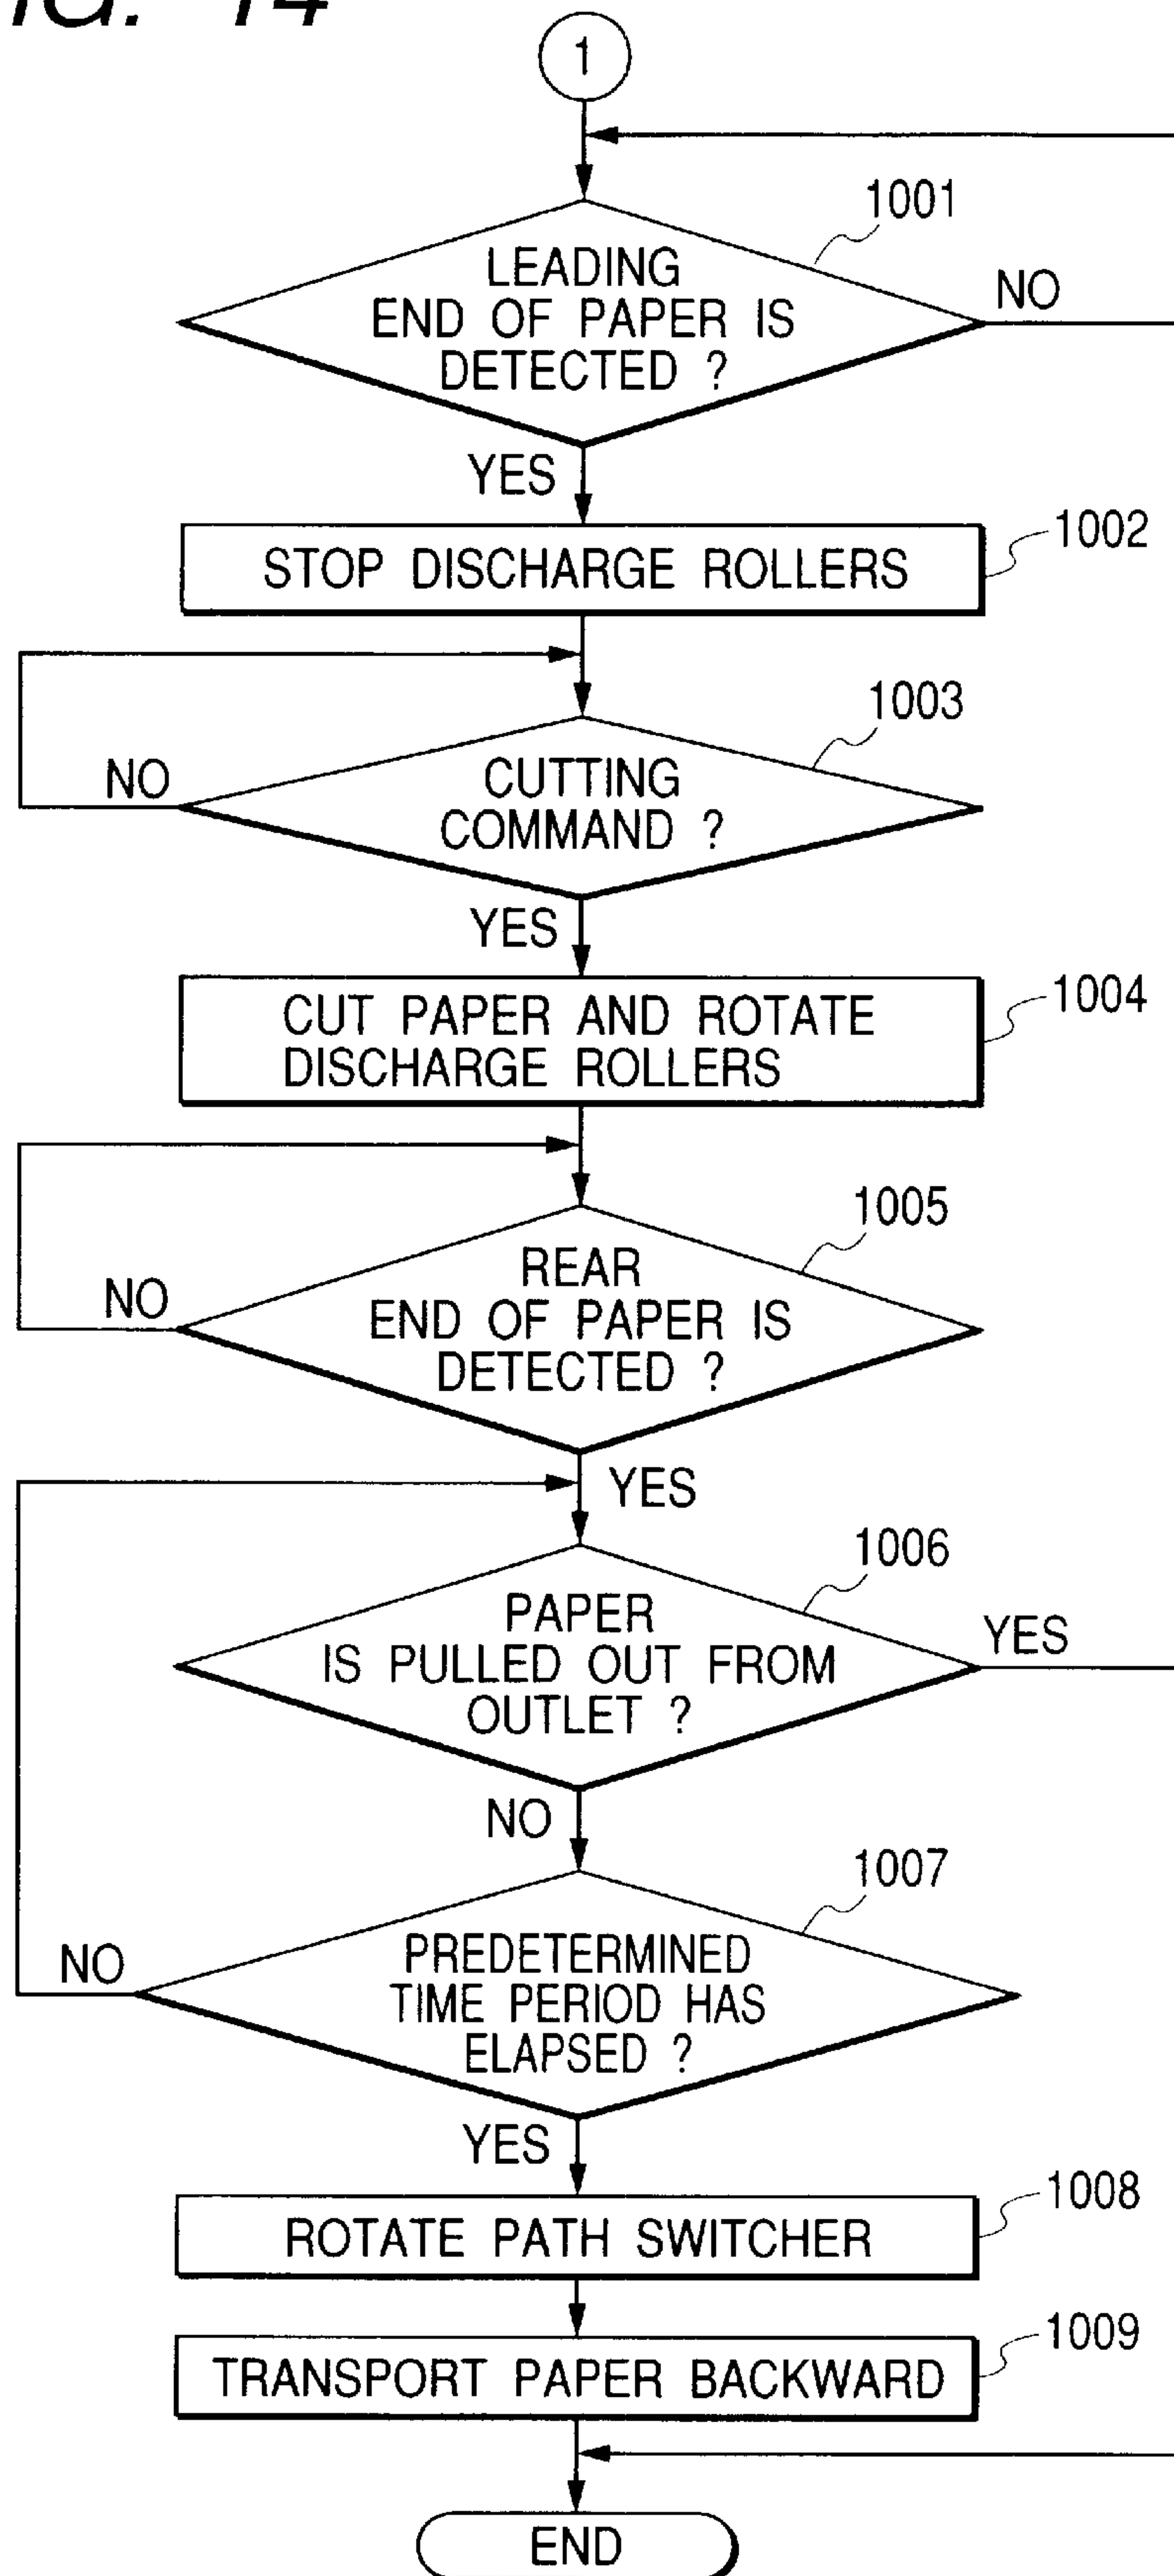 FIG. 14
1
1001
LEADING
END OF PAPER IS
DETECTED ?
NO
YES
1002
STOP DISCHARGE ROLLERS
1003
CUTTING
COMMAND ?
NO
YES
1004
CUT PAPER AND ROTATE
DISCHARGE ROLLERS
1005
REAR
END OF PAPER IS
DETECTED ?
NO
YES
1006
PAPER
IS PULLED OUT FROM
OUTLET ?
YES
NO
1007
PREDETERMINED
TIME PERIOD HAS
ELAPSED ?
NO
YES
1008
ROTATE PATH SWITCHER
1009
TRANSPORT PAPER BACKWARD
END